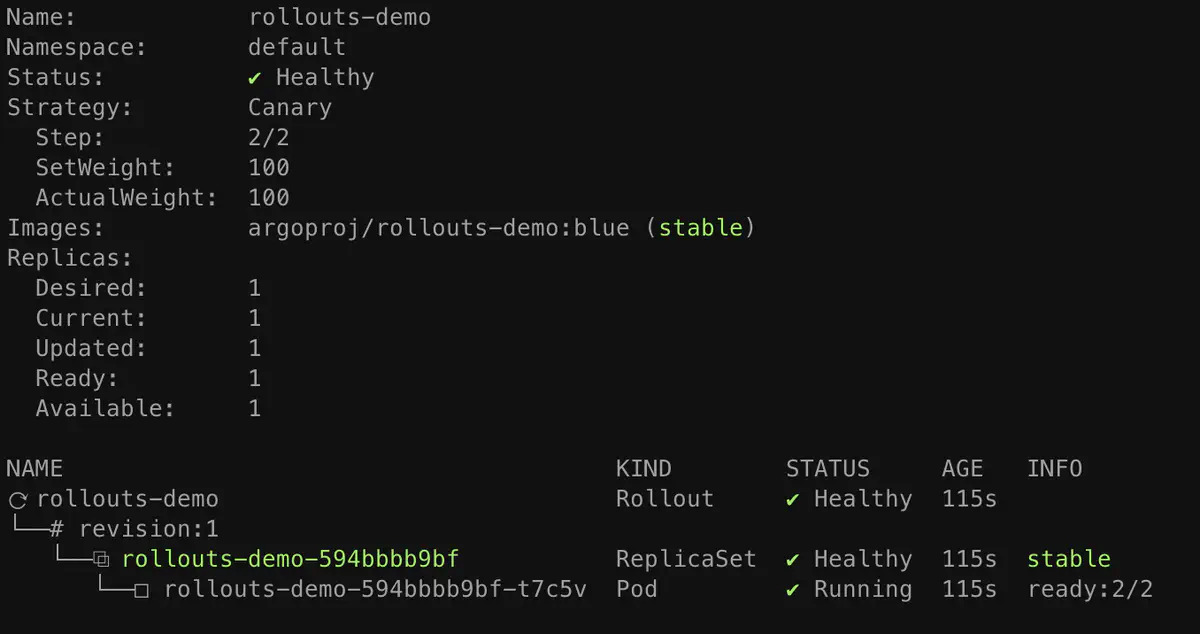 Name:            rollouts-demo
Namespace:       default
Status:          ✔ Healthy
Strategy:        Canary
  Step:          2/2
  SetWeight:     100
  ActualWeight:  100
Images:          argoproj/rollouts-demo:blue (stable)
Replicas:
  Desired:       1
  Current:       1
  Updated:       1
  Ready:         1
  Available:     1

NAME                                       KIND        STATUS     AGE   INFO
⟳ rollouts-demo                            Rollout     ✔ Healthy  115s
└──# revision:1
   └──⧉ rollouts-demo-594bbbb9bf           ReplicaSet  ✔ Healthy  115s  stable
      └──□ rollouts-demo-594bbbb9bf-t7c5v  Pod         ✔ Running  115s  ready:2/2